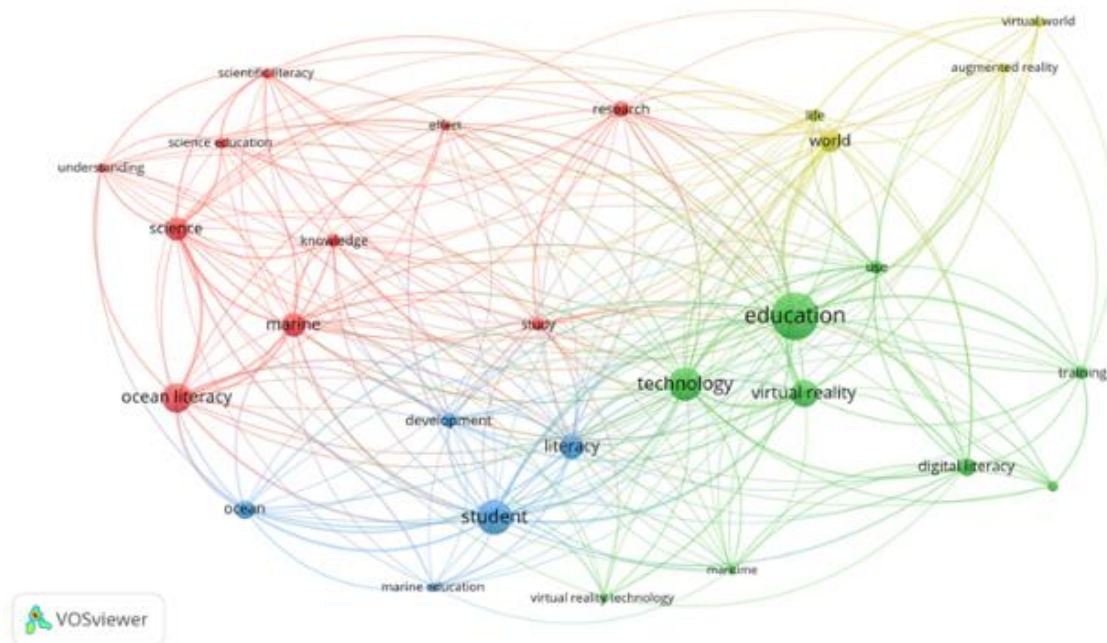 virtual world
augmented reality
scientific literacy
research
life
effect
science education
world
understanding
science
knowledge
use
education
marine
study
technology
virtual reality
training
ocean literacy
development
literacy
digital literacy
ocean
student
maritime
marine education
virtual reality technology
VOSviewer